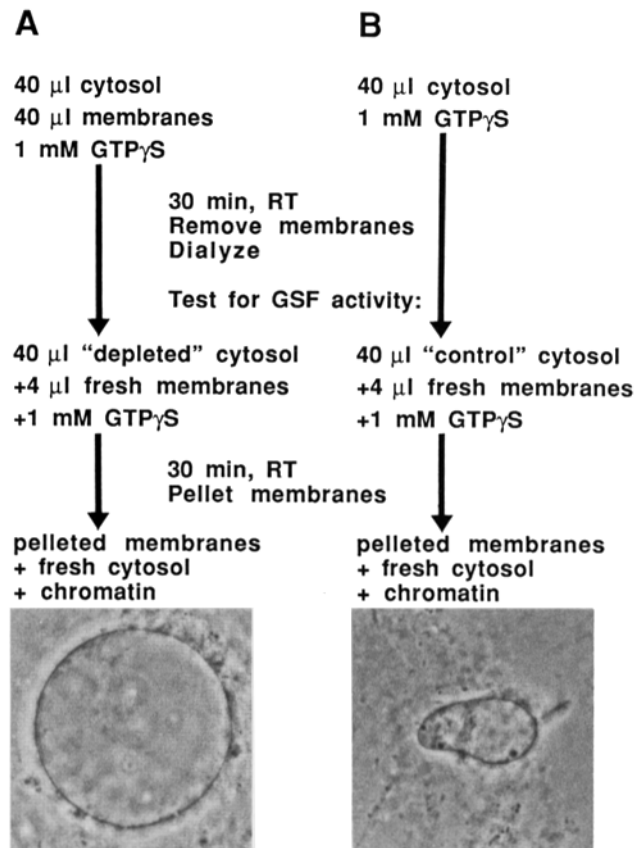 A
40 μl cytosol
40 μl membranes
1 mM GTPγS
B
40 μl cytosol
1 mM GTPγS
30 min, RT
Remove membranes
Dialyze
Test for GSF activity:
40 μl “depleted” cytosol
+4 μl fresh membranes
+1 mM GTPγS
40 μl “control” cytosol
+4 μl fresh membranes
+1 mM GTPγS
30 min, RT
Pellet membranes
pelleted membranes
+ fresh cytosol
+ chromatin
pelleted membranes
+ fresh cytosol
+ chromatin